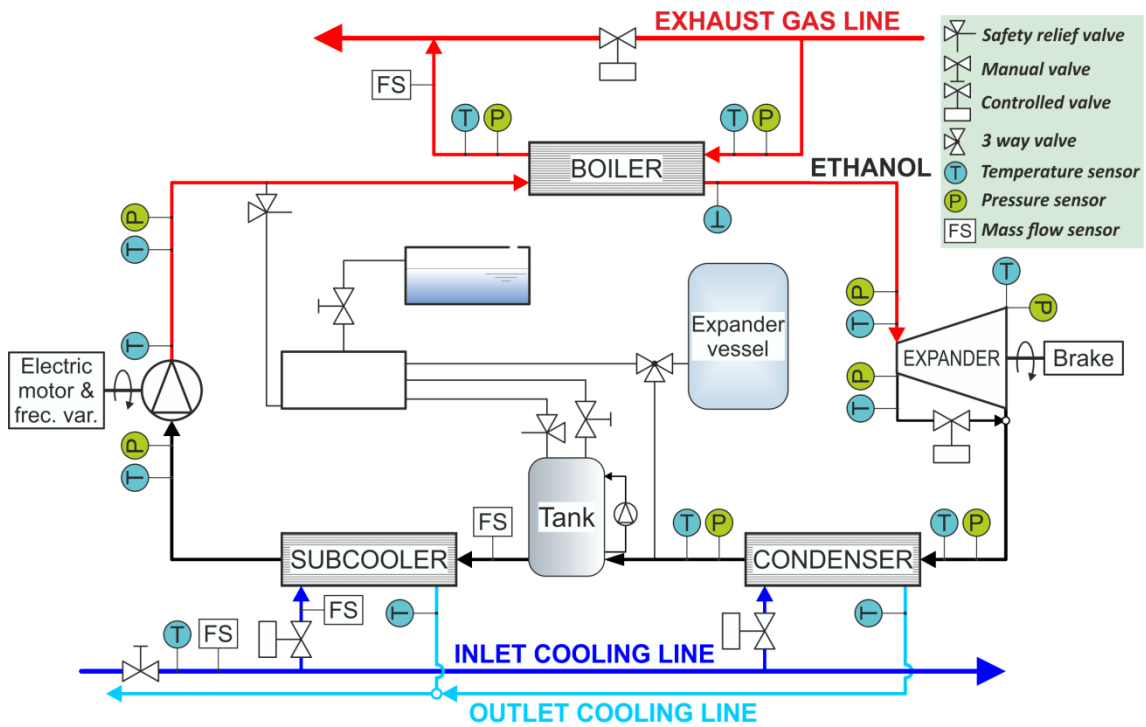 EXHAUST GAS LINE
FS
T
P
T
P
BOILER
ETHANOL
T
Safety relief valve
Manual valve
Controlled valve
3 way valve
T
Temperature sensor
P
Pressure sensor
FS
Mass flow sensor
P
T
T
Electric
motor &
frec. var.
P
T
Expander
vessel
P
T
P
T
T
P
EXPANDER
Brake
Tank
FS
SUBCOOLER
T
P
CONDENSER
T
P
FS
T
T
T
FS
INLET COOLING LINE
OUTLET COOLING LINE